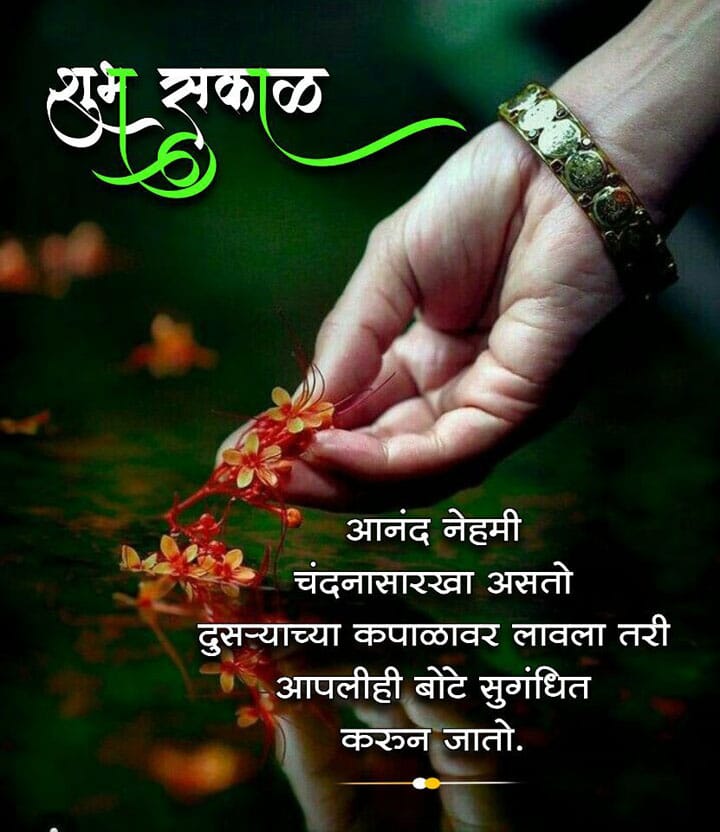 शुभ सकाळ
आनंद नेहमी
चंदनासारखा असतो
दुसऱ्याच्या कपाळावर लावला तरी
आपलीही बोटे सुगंधित
करुन जातो.